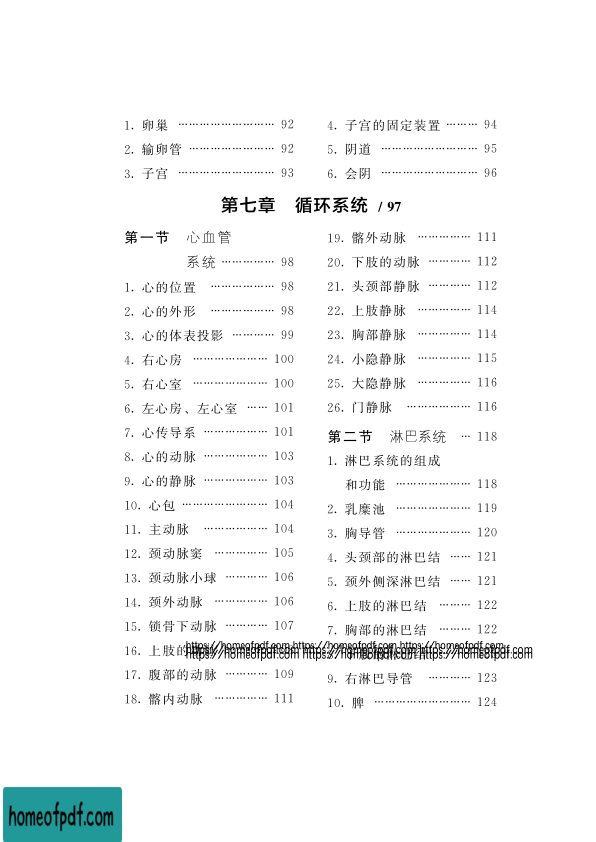 1. 卵巢 ……………………… 92
2. 输卵管 …………………… 92
3. 子宫 ……………………… 93
4. 子宫的固定装置 ……… 94
5. 阴道 ……………………… 95
6. 会阴 ……………………… 96
第七章 循环系统 / 97
第一节 心血管
系统 …………… 98
1. 心的位置 ……………… 98
2. 心的外形 ……………… 98
3. 心的体表投影 ………… 99
4. 右心房 ………………… 100
5. 右心室 ………………… 100
6. 左心房、左心室 …… 101
7. 心传导系 ……………… 101
8. 心的动脉 ……………… 103
9. 心的静脉 ……………… 103
10. 心包 …………………… 104
11. 主动脉 ……………… 104
12. 颈动脉窦 …………… 105
13. 颈动脉小球 ………… 106
14. 颈外动脉 …………… 106
15. 锁骨下动脉 ………… 107
16. 上肢的
17. 腹部的动脉 ………… 109
18. 髂内动脉 …………… 111
19. 髂外动脉 …………… 111
20. 下肢的动脉 ………… 112
21. 头颈部静脉 ………… 112
22. 上肢静脉 …………… 114
23. 胸部静脉 …………… 114
24. 小隐静脉 …………… 115
25. 大隐静脉 …………… 116
26. 门静脉 ……………… 116
第二节 淋巴系统 … 118
1. 淋巴系统的组成
和功能 ………………… 118
2. 乳糜池 ………………… 119
3. 胸导管 ………………… 120
4. 头颈部的淋巴结 …… 121
5. 颈外侧深淋巴结 …… 121
6. 上肢的淋巴结 ……… 122
7. 胸部的淋巴结 ……… 122
9. 右淋巴导管 ………… 123
10. 脾 ……………………… 124
https://homeofpdf.com https://homeofpdf.com https://homeofpdf.com
https://homeofpdf.com https://homeofpdf.com https://homeofpdf.com
homeofpdf.com